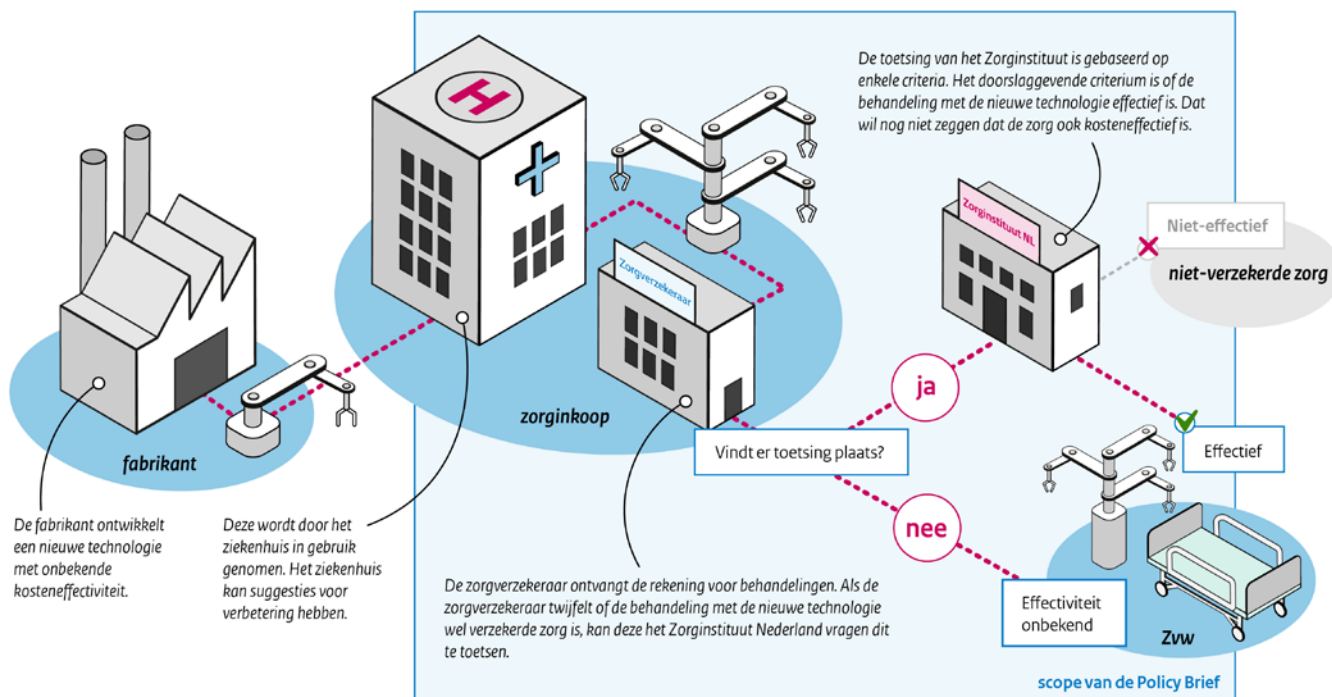 De toetsing van het Zorginstituut is gebaseerd op
enkele criteria. Het doorslaggevende criterium is of de
behandeling met de nieuwe technologie effectief is. Dat
wil nog niet zeggen dat de zorg ook kosteneffectief is.
H
Zorginstituut NL
Niet-effectief
niet-verzekerde zorg
Zorgverzekeraar
ja
zorginkoop
Vindt er toetsing plaats?
Effectief
fabrikant
De fabrikant ontwikkelt
een nieuwe technologie
met onbekende
kosteneffectiviteit.
Deze wordt door het
ziekenhuis in gebruik
genomen. Het ziekenhuis
kan suggesties voor
verbetering hebben.
nee
De zorgverzekeraar ontvangt de rekening voor behandelingen. Als de
zorgverzekeraar twijfelt of de behandeling met de nieuwe technologie
wel verzekerde zorg is, kan deze het Zorginstituut Nederland vragen dit
te toetsen.
Effectiviteit
onbekend
Zvw
scope van de Policy Brief